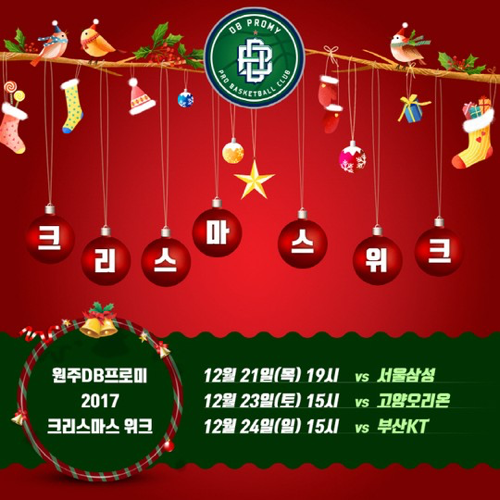 DB PROMY
DB
PRO BASKETBALL CLUB
크리스마스위크
원주DB프로미
2017
크리스마스 위크
12월 21일(목) 19시 vs 서울삼성
12월 23일(토) 15시 vs 고양오리온
12월 24일(일) 15시 vs 부산KT